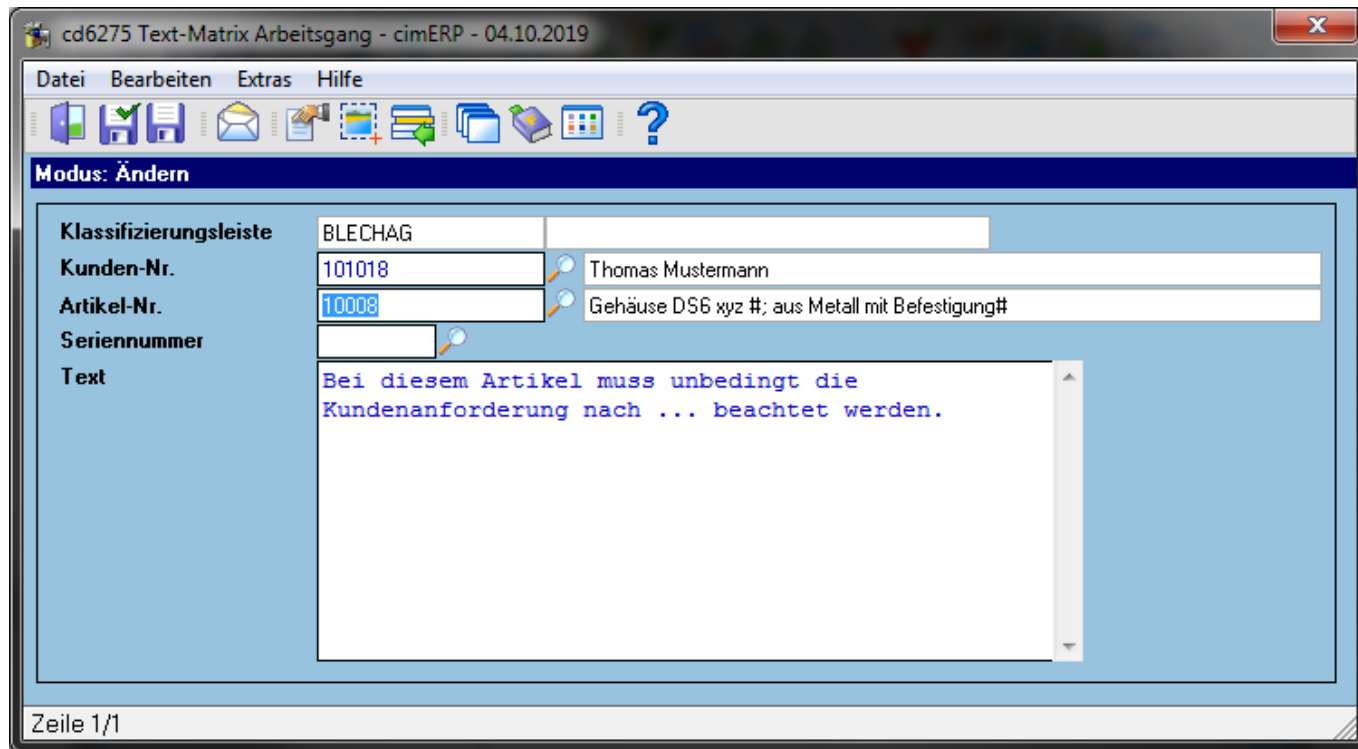 cd6275 Text-Matrix Arbeitsgang - cimERP - 04.10.2019
Datei Bearbeiten Extras Hilfe
Modus: Ändern
Klassifizierungsleiste BLECHAG
Kunden-Nr. 101018 Thomas Mustermann
Artikel-Nr. 10008 Gehäuse DS6 xyz #; aus Metall mit Befestigung#
Seriennummer
Text Bei diesem Artikel muss unbedingt die
Kundenanforderung nach ... beachtet werden.
Zeile 1/1